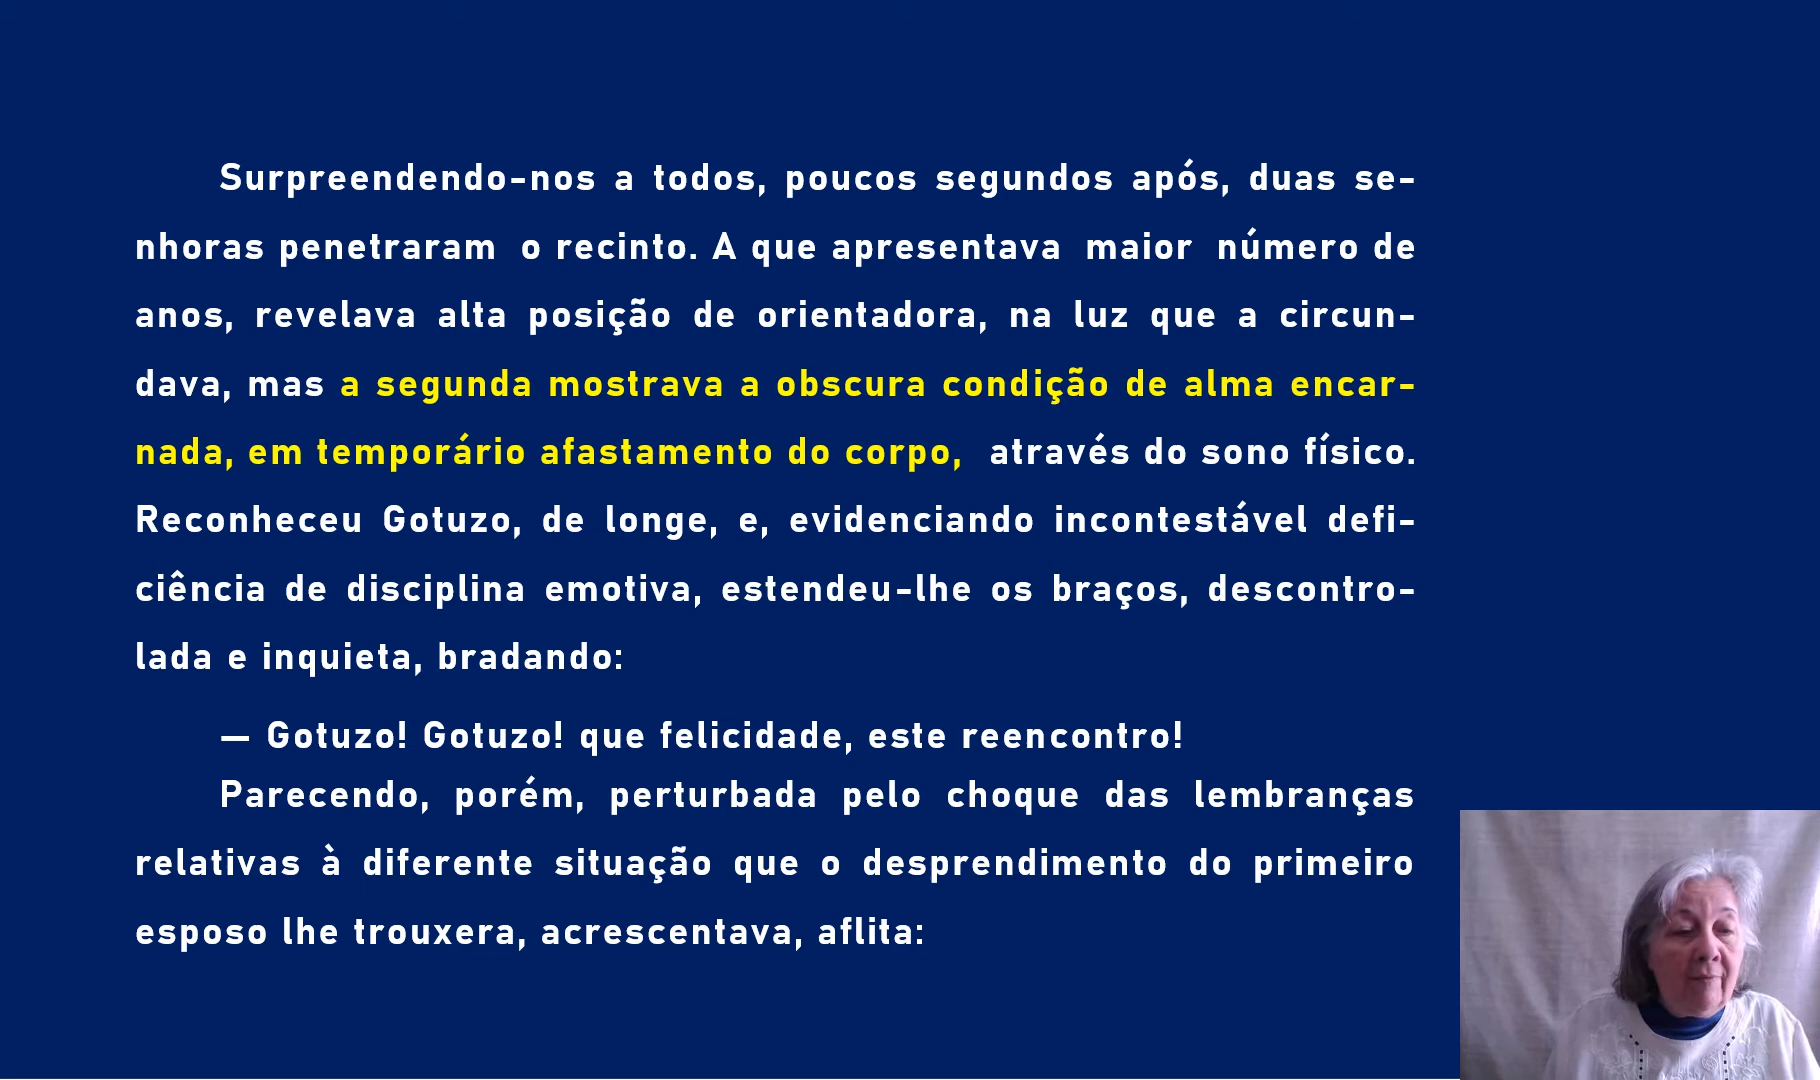 Surpreendendo-nos a todos, poucos segundos após, duas se-
nhoras penetraram o recinto. A que apresentava maior número de
anos, revelava alta posição de orientadora, na luz que a circun-
dava, mas a segunda mostrava a obscura condição de alma encar-
nada, em temporário afastamento do corpo, através do sono físico.
Reconheceu Gotuzo, de longe, e, evidenciando incontestável defi-
ciência de disciplina emotiva, estendeu-lhe os braços, descontro-
lada e inquieta, bradando:
— Gotuzo! Gotuzo! que felicidade, este reencontro!
Parecendo, porém, perturbada pelo choque das lembranças
relativas à diferente situação que o desprendimento do primeiro
esposo lhe trouxera, acrescentava, aflita: